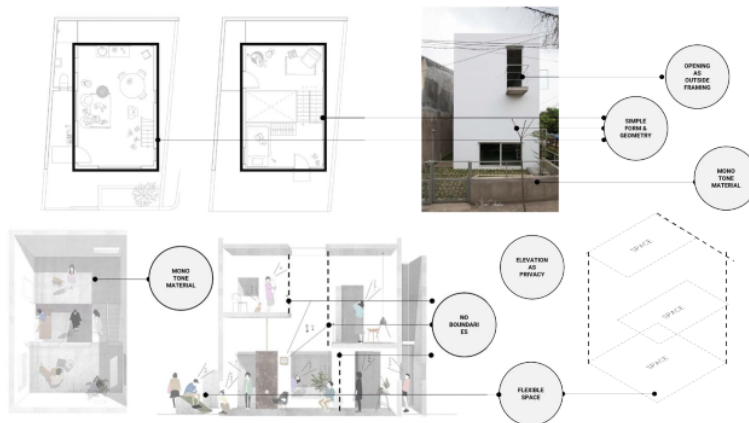 OPENING
AS
OUTSIDE
FRAMING
SIMPLE
FORM &
GEOMETRY
MONO
TONE
MATERIAL
MONO
TONE
MATERIAL
ELEVATION
AS
PRIVACY
NO
BOUNDARI
ES
FLEXIBLE
SPACE
SPACE
SPACE
SPACE